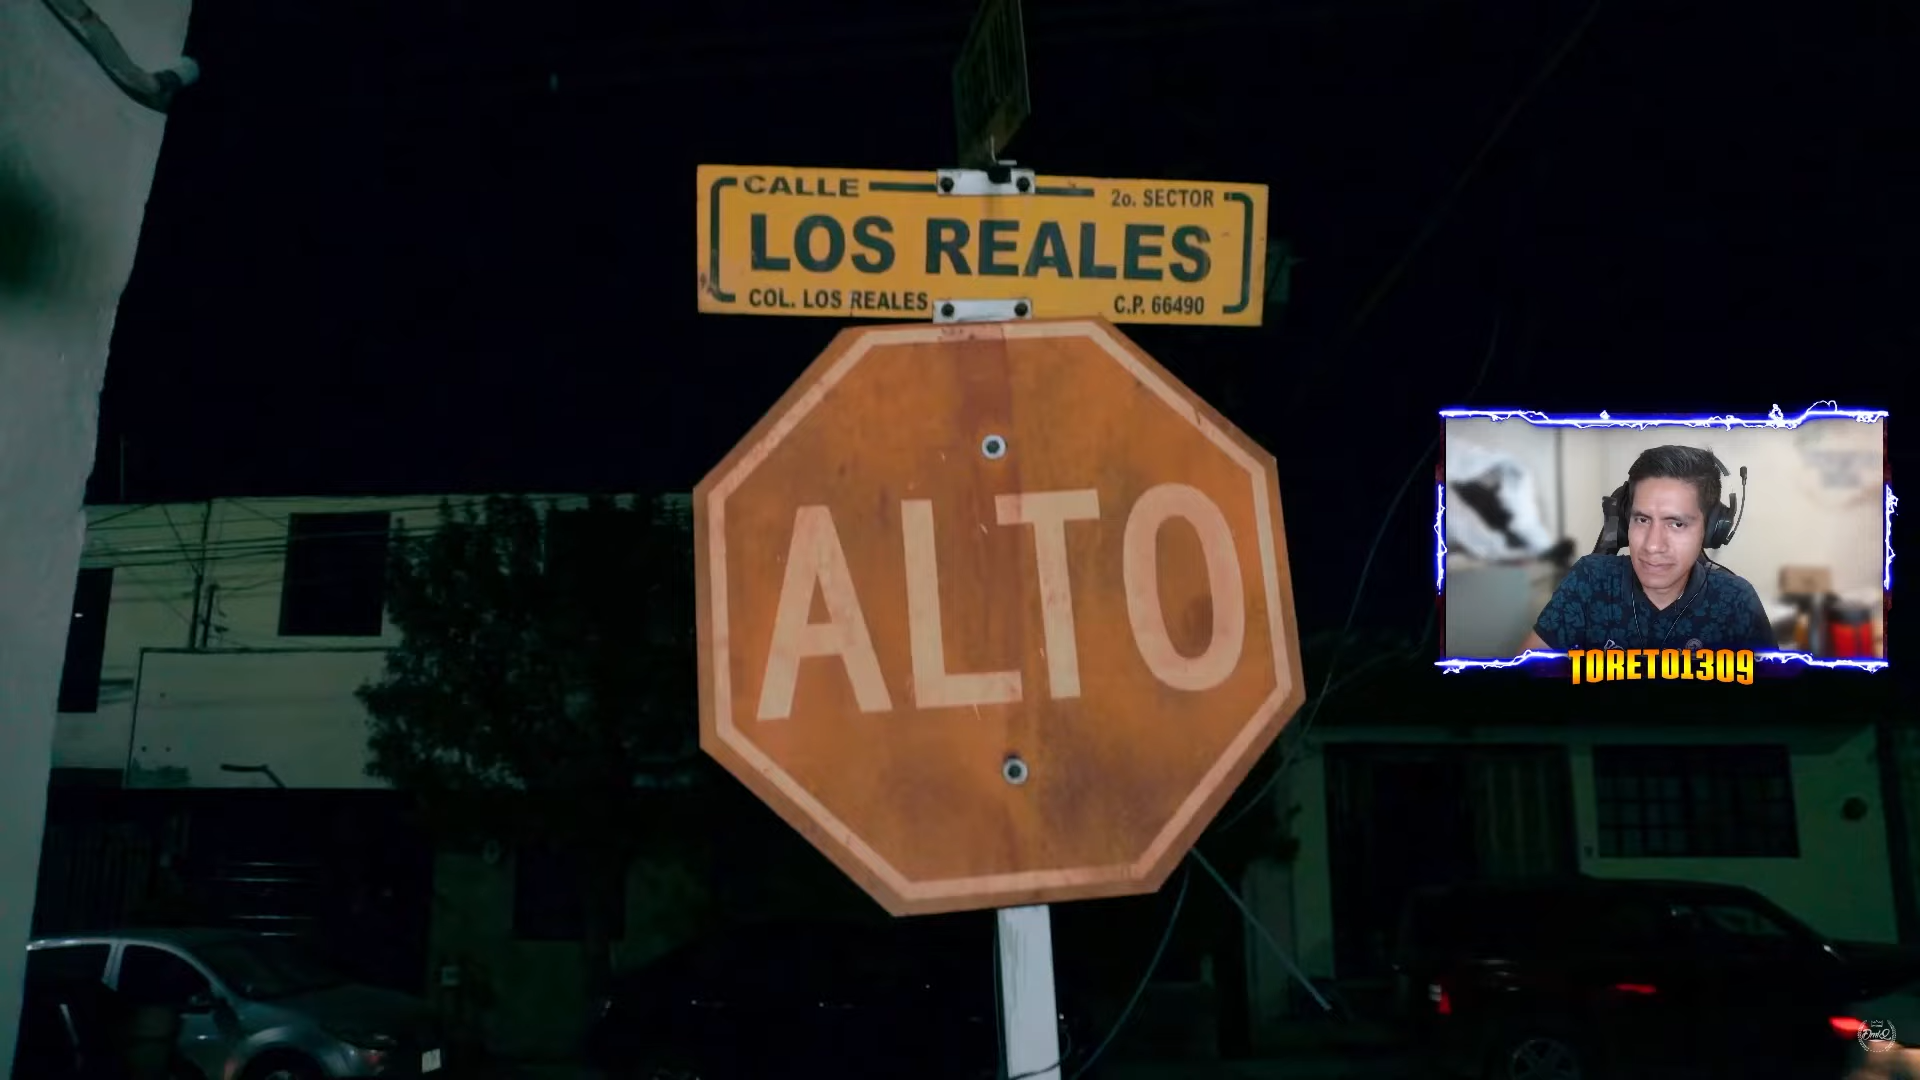 CALLE
2o. SECTOR
LOS REALES
COL. LOS REALES
C.P. 66490
ALTO
TORETO1309